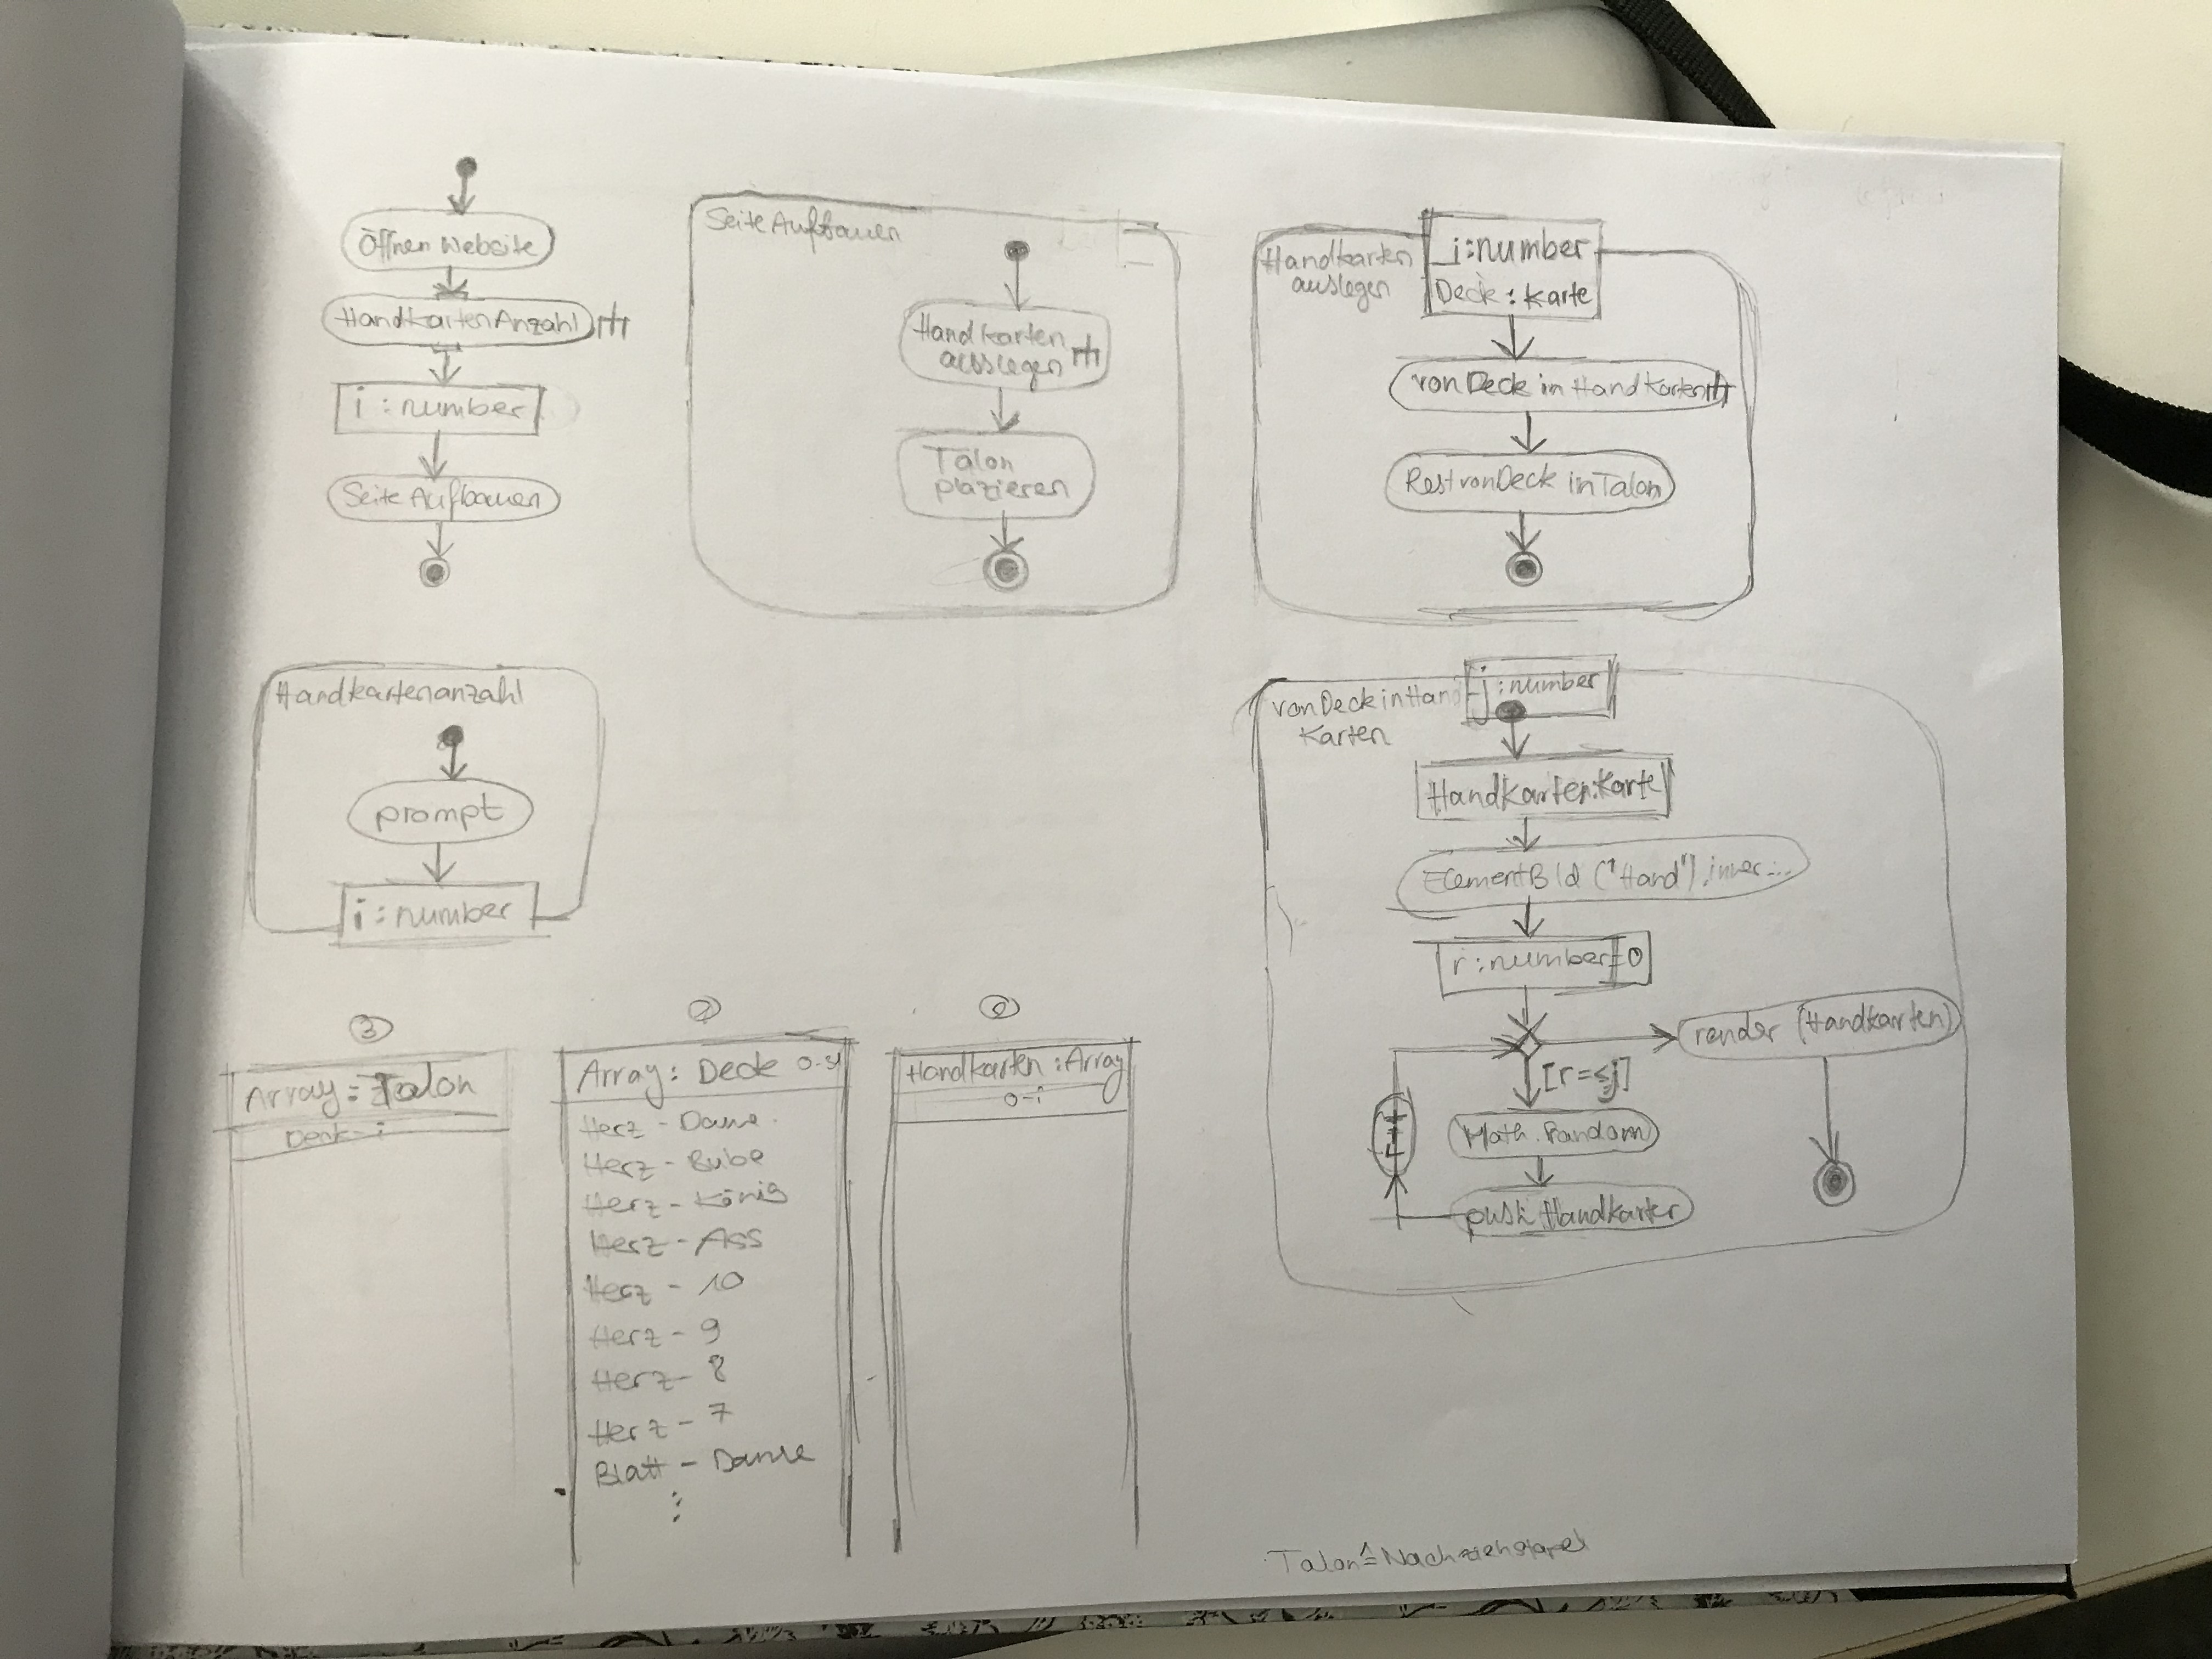 Öffnen Website
HandkartenAnzahl
i : number
Seite Aufbauen
Seite Aufbauen
Handkarten
auslegen
Talon
plazieren
Handkarten
auslegen
i : number
Deck : Karte
von Deck in HandKarten
Rest von Deck in Talon
Handkartenanzahl
prompt
i : number
von Deck in Hand
Karten
j : number
Handkarten:Karte
ElementBId ("Hand").inner...
r : number=0
[r=≤j]
render (Handkarten)
Math.Random
push Handkarten
③
Array = Talon
Deck - i
①
Array : Deck
Herz - Dame
Herz - Bube
Herz - König
Herz - Ass
Herz - 10
Herz - 9
Herz - 8
Herz - 7
Blatt - Dame
⋮
②
Handkarten : Array
0-i
Talon ≙ Nachziehstapel